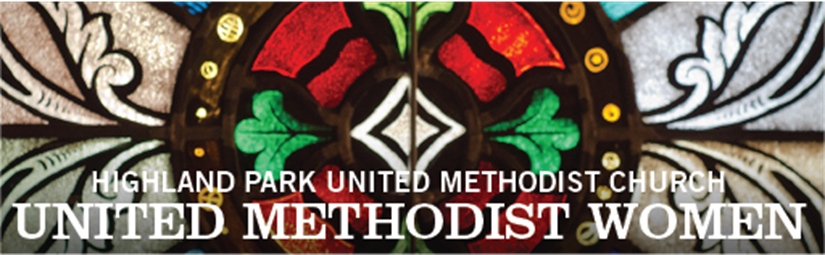 HIGHLAND PARK UNITED METHODIST CHURCH
UNITED METHODIST WOMEN